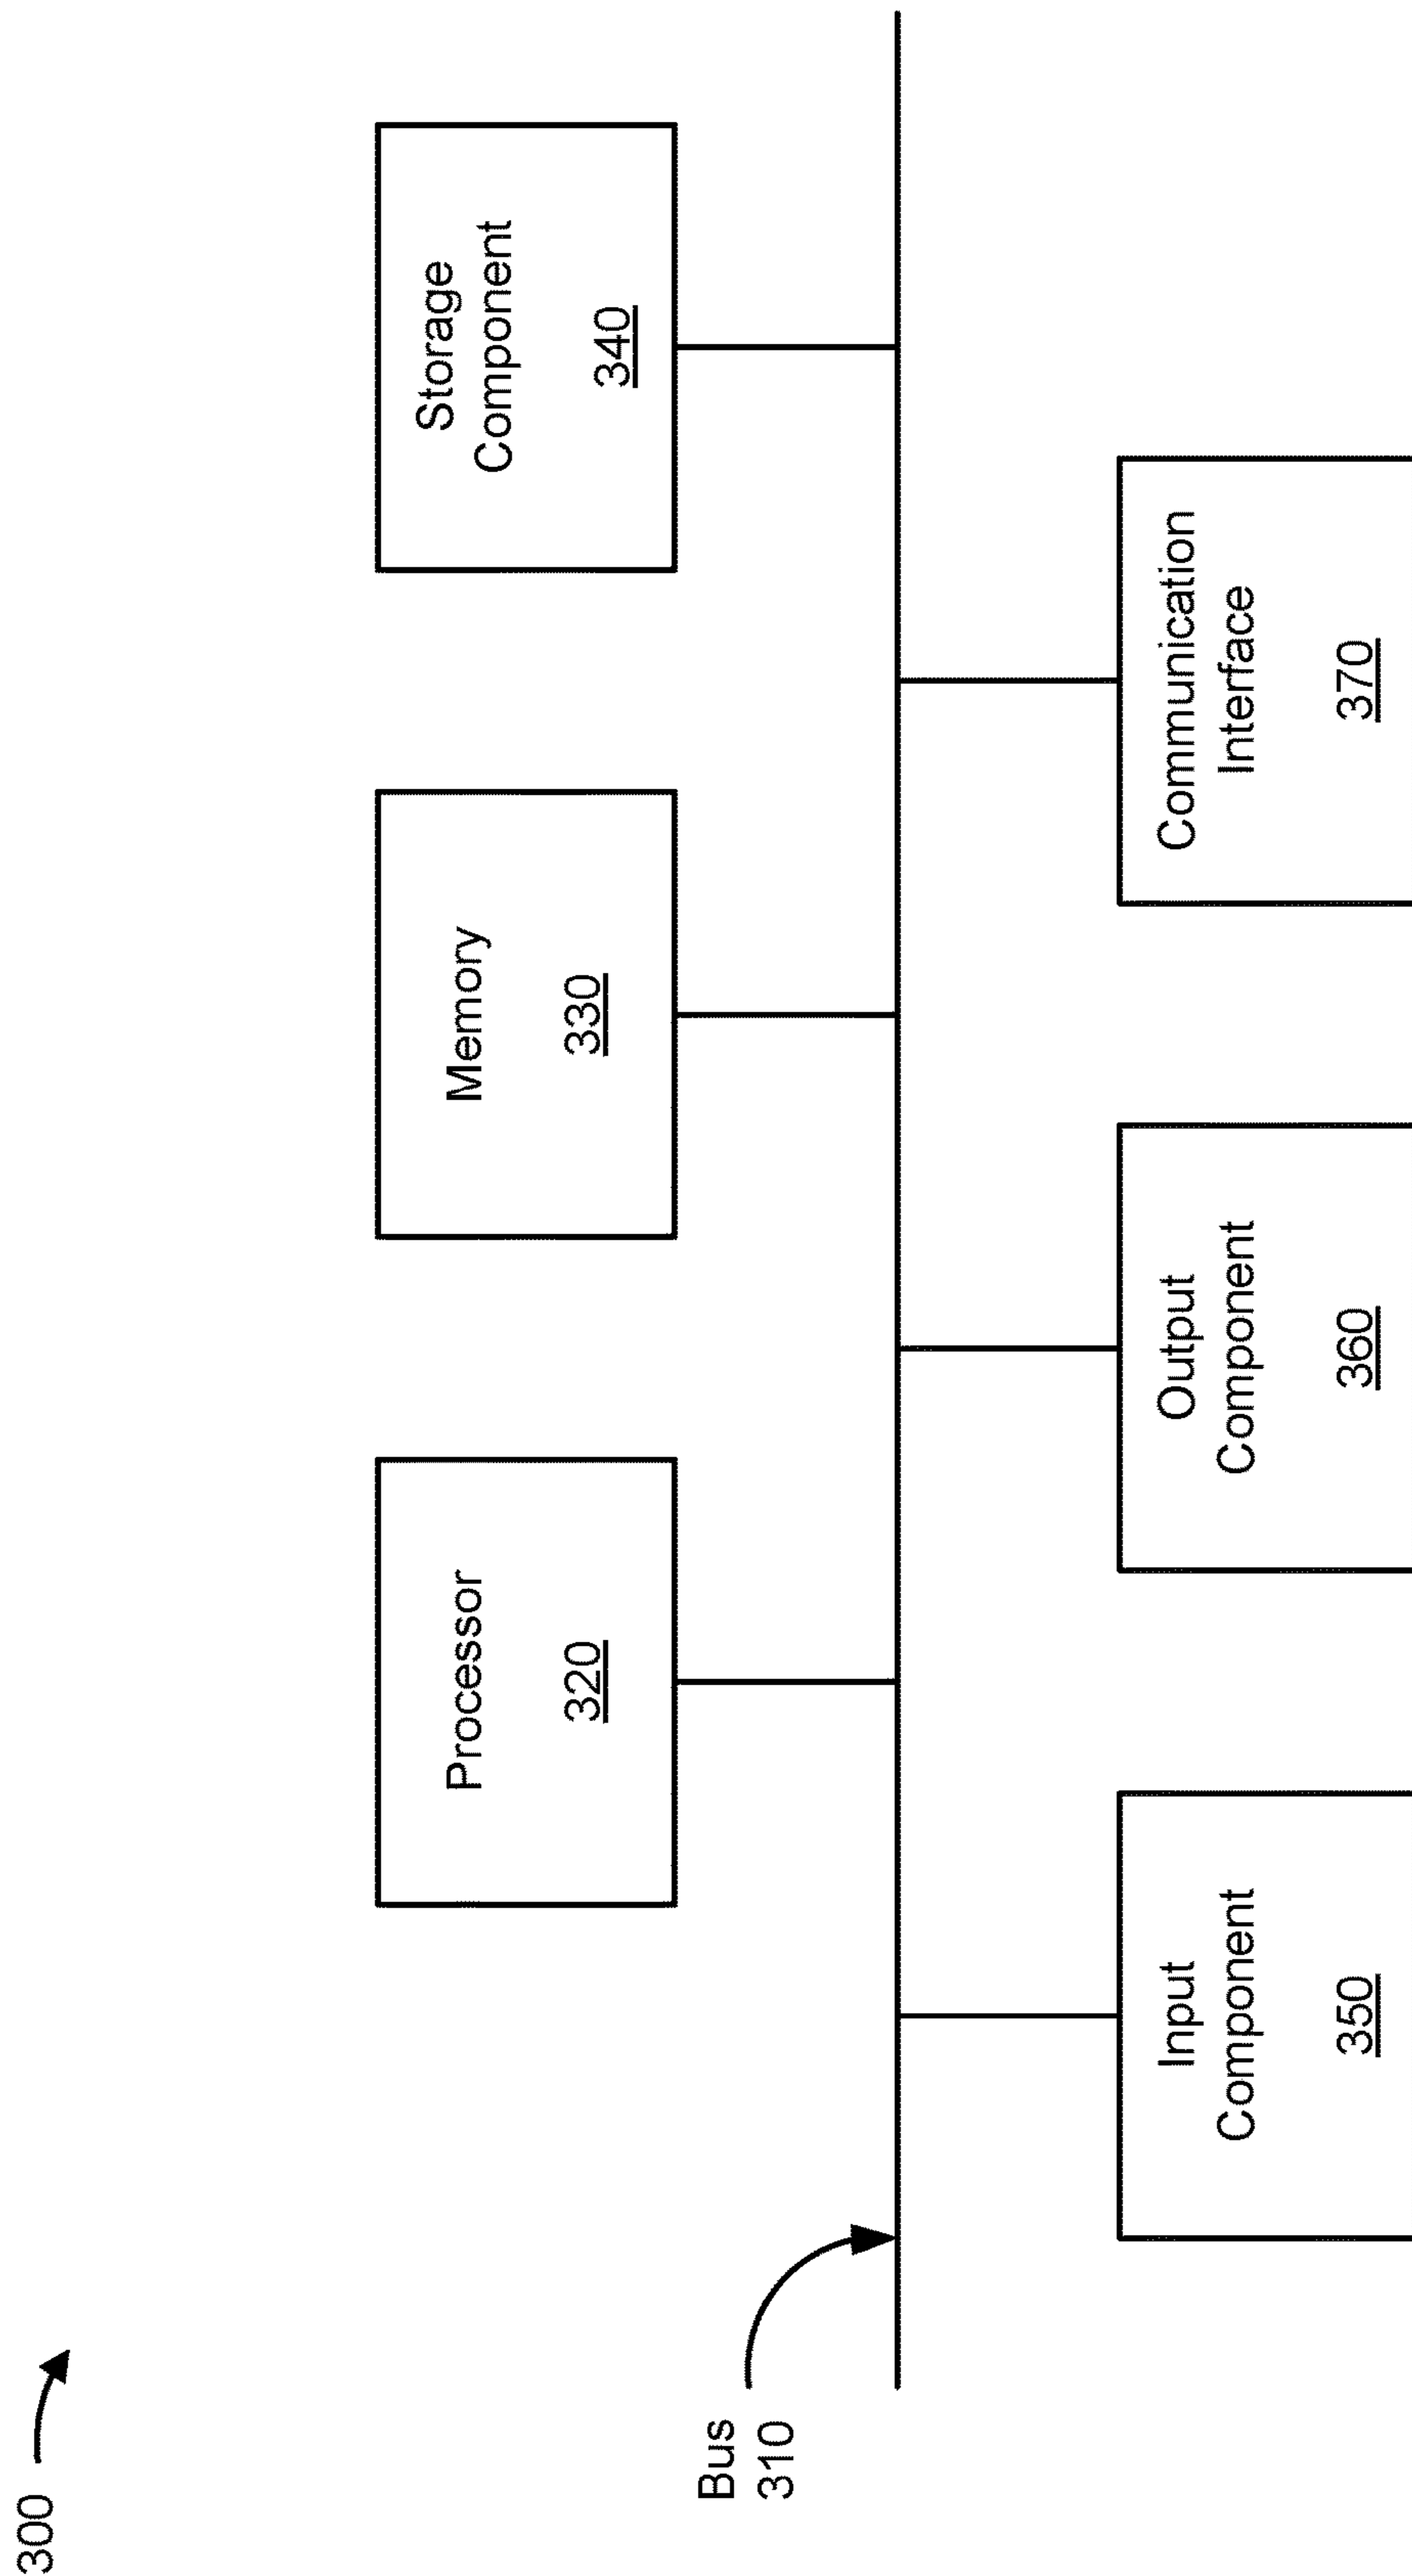 300
Processor
320
Memory
330
Storage
Component
340
Bus
310
Input
Component
350
Output
Component
360
Communication
Interface
370